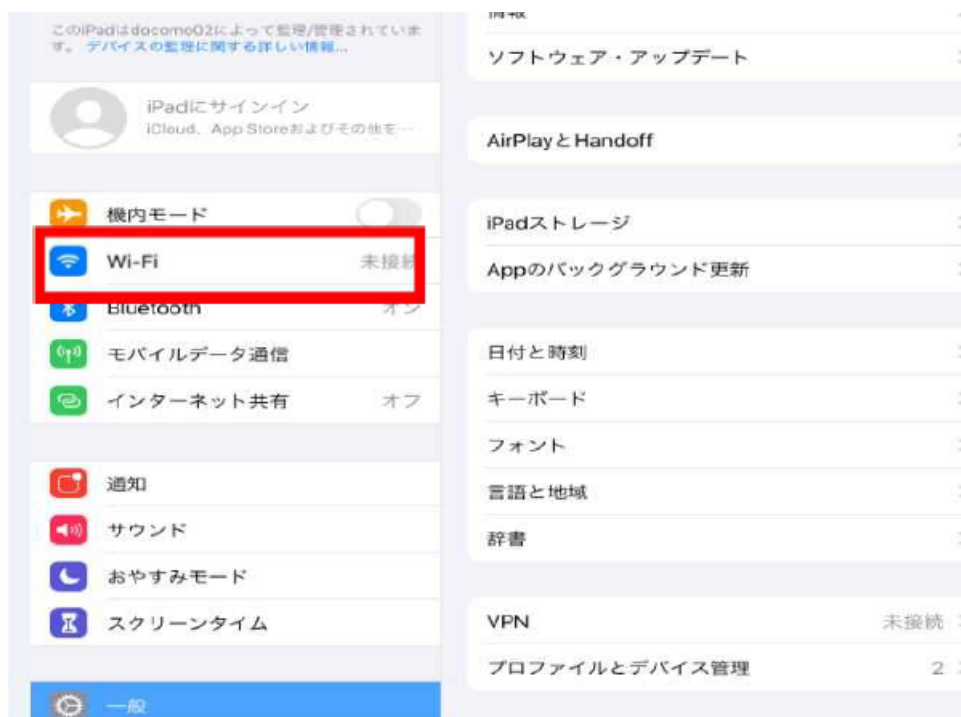 このiPadはdocomo02によって監理/管理されていま
す。デバイスの監理に関する詳しい情報...
iPadにサインイン
iCloud、App Storeおよびその他を…
機内モード
Wi-Fi 未接続
Bluetooth オン
モバイルデータ通信
インターネット共有 オフ
通知
サウンド
おやすみモード
スクリーンタイム
一般
情報
ソフトウェア・アップデート
AirPlayとHandoff
iPadストレージ
Appのバックグラウンド更新
日付と時刻
キーボード
フォント
言語と地域
辞書
VPN 未接続
プロファイルとデバイス管理 2